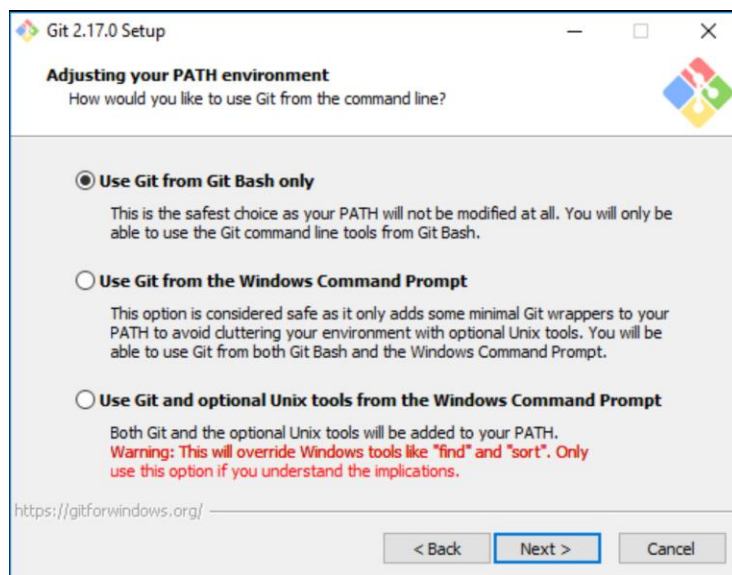 Git 2.17.0 Setup
Adjusting your PATH environment
How would you like to use Git from the command line?
Use Git from Git Bash only
This is the safest choice as your PATH will not be modified at all. You will only be
able to use the Git command line tools from Git Bash.
Use Git from the Windows Command Prompt
This option is considered safe as it only adds some minimal Git wrappers to your
PATH to avoid cluttering your environment with optional Unix tools. You will be
able to use Git from both Git Bash and the Windows Command Prompt.
Use Git and optional Unix tools from the Windows Command Prompt
Both Git and the optional Unix tools will be added to your PATH.
Warning: This will override Windows tools like "find" and "sort". Only
use this option if you understand the implications.
https://gitforwindows.org/
< Back Next > Cancel